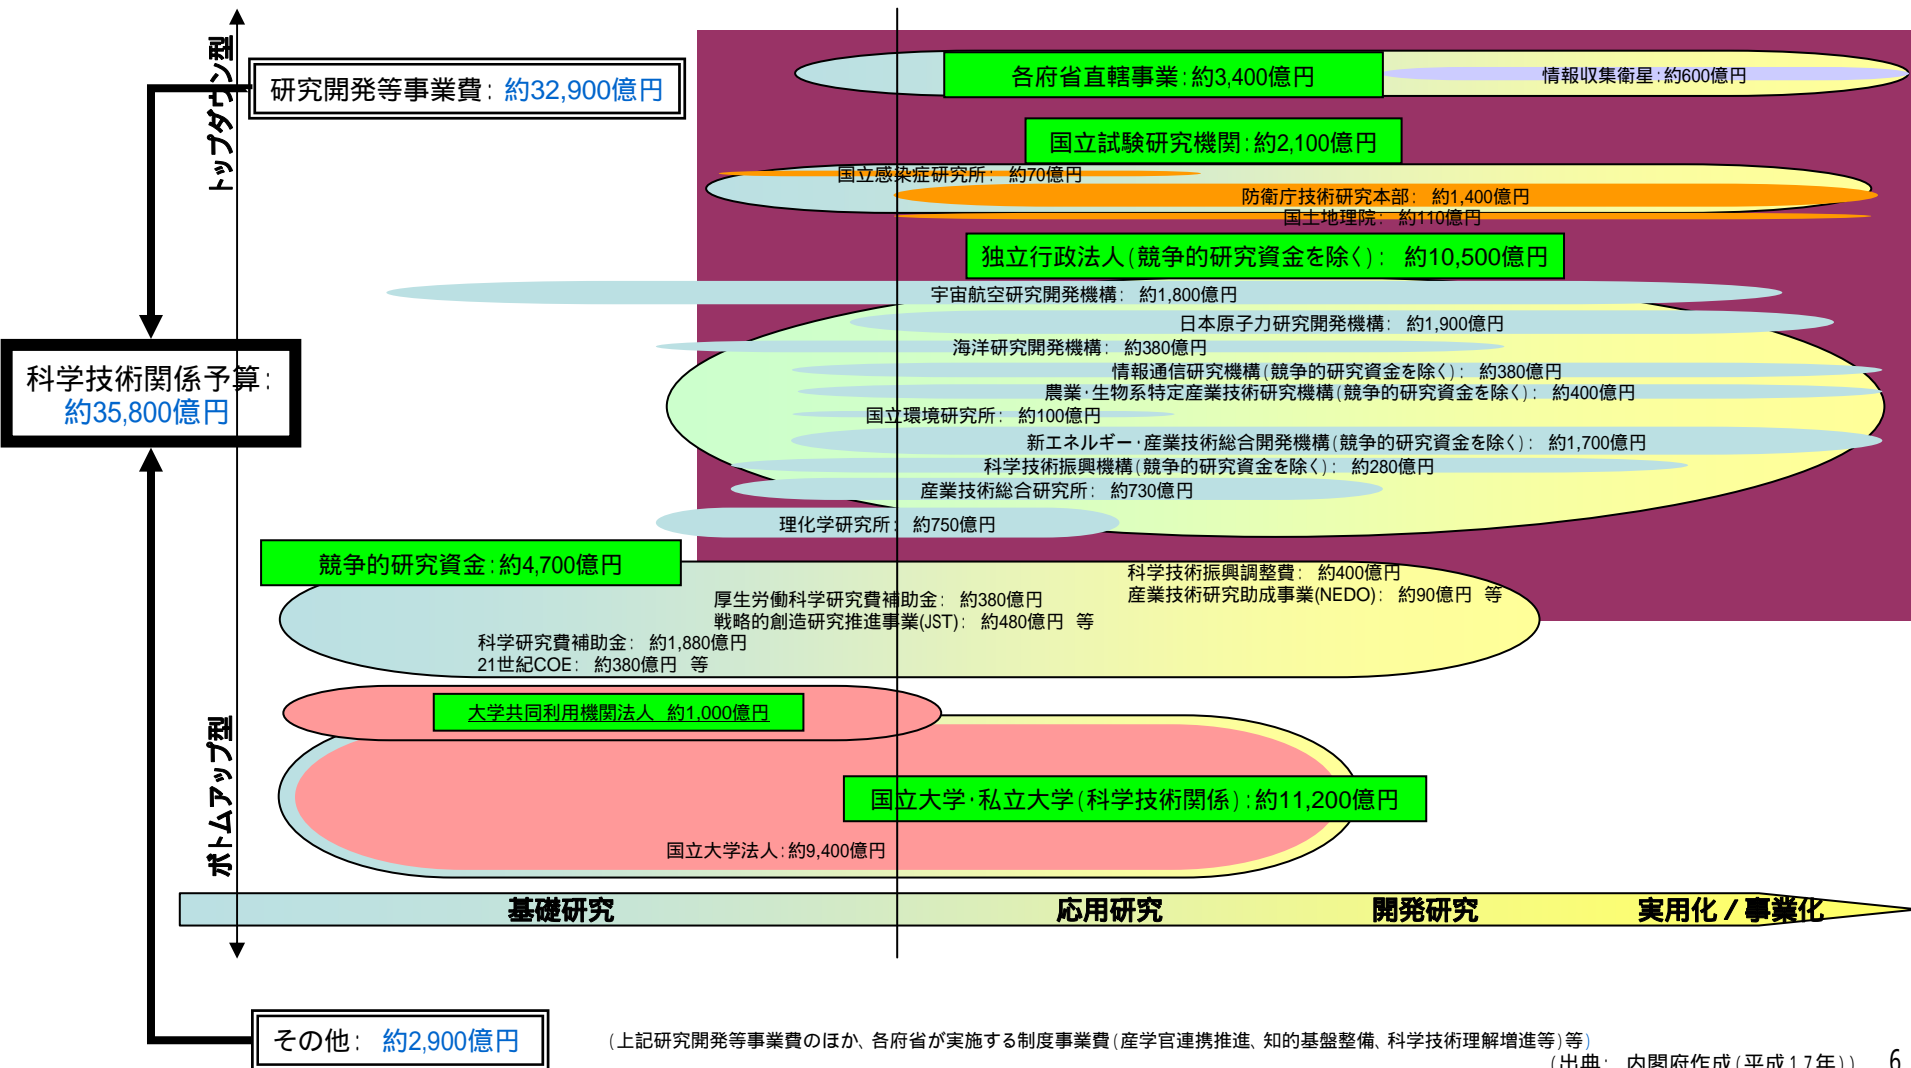 トップダウン型
研究開発等事業費： 約32,900億円
各府省直轄事業：約3,400億円
情報収集衛星：約600億円
国立試験研究機関：約2,100億円
国立感染症研究所： 約70億円
防衛庁技術研究本部： 約1,400億円
国土地理院： 約110億円
独立行政法人（競争的研究資金を除く）： 約10,500億円
宇宙航空研究開発機構： 約1,800億円
日本原子力研究開発機構： 約1,900億円
海洋研究開発機構： 約380億円
情報通信研究機構（競争的研究資金を除く）： 約380億円
農業・生物系特定産業技術研究機構（競争的研究資金を除く）： 約400億円
国立環境研究所： 約100億円
新エネルギー・産業技術総合開発機構（競争的研究資金を除く）： 約1,700億円
科学技術振興機構（競争的研究資金を除く）： 約280億円
産業技術総合研究所： 約730億円
理化学研究所： 約750億円
科学技術関係予算：
約35,800億円
競争的研究資金：約4,700億円
科学技術振興調整費： 約400億円
産業技術研究助成事業(NEDO)： 約90億円 等
厚生労働科学研究費補助金： 約380億円
戦略的創造研究推進事業(JST)： 約480億円 等
科学研究費補助金： 約1,880億円
21世紀COE： 約380億円 等
大学共同利用機関法人 約1,000億円
国立大学・私立大学（科学技術関係）：約11,200億円
国立大学法人：約9,400億円
ボトムアップ型
基礎研究 応用研究 開発研究 実用化／事業化
その他： 約2,900億円
（上記研究開発等事業費のほか、各府省が実施する制度事業費（産学官連携推進、知的基盤整備、科学技術理解増進等）等）
（出典： 内閣府作成（平成１７年）） 6